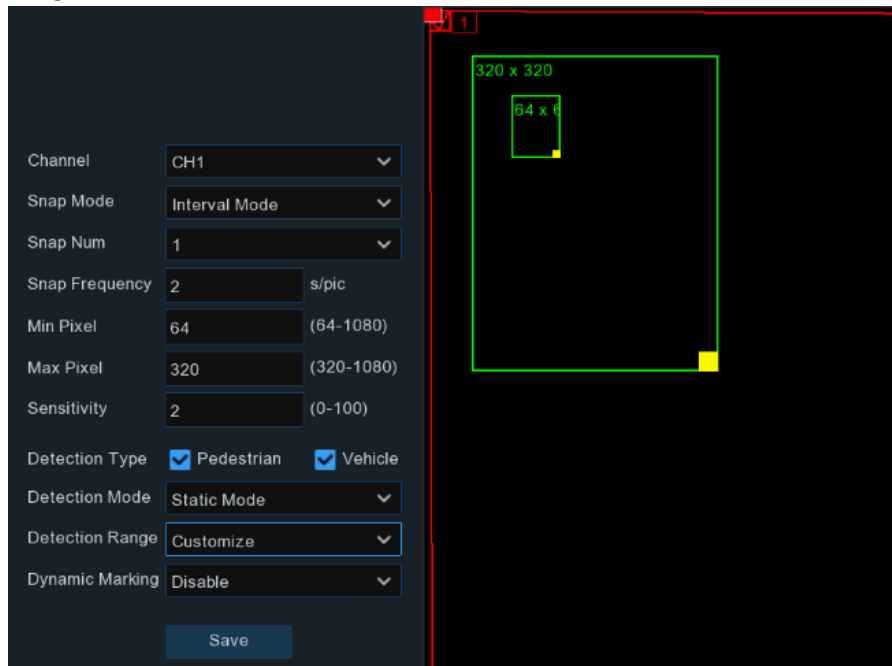 1
320 x 320
64 x 6
Channel CH1
Snap Mode Interval Mode
Snap Num 1
Snap Frequency 2 s/pic
Min Pixel 64 (64-1080)
Max Pixel 320 (320-1080)
Sensitivity 2 (0-100)
Detection Type Pedestrian Vehicle
Detection Mode Static Mode
Detection Range Customize
Dynamic Marking Disable
Save